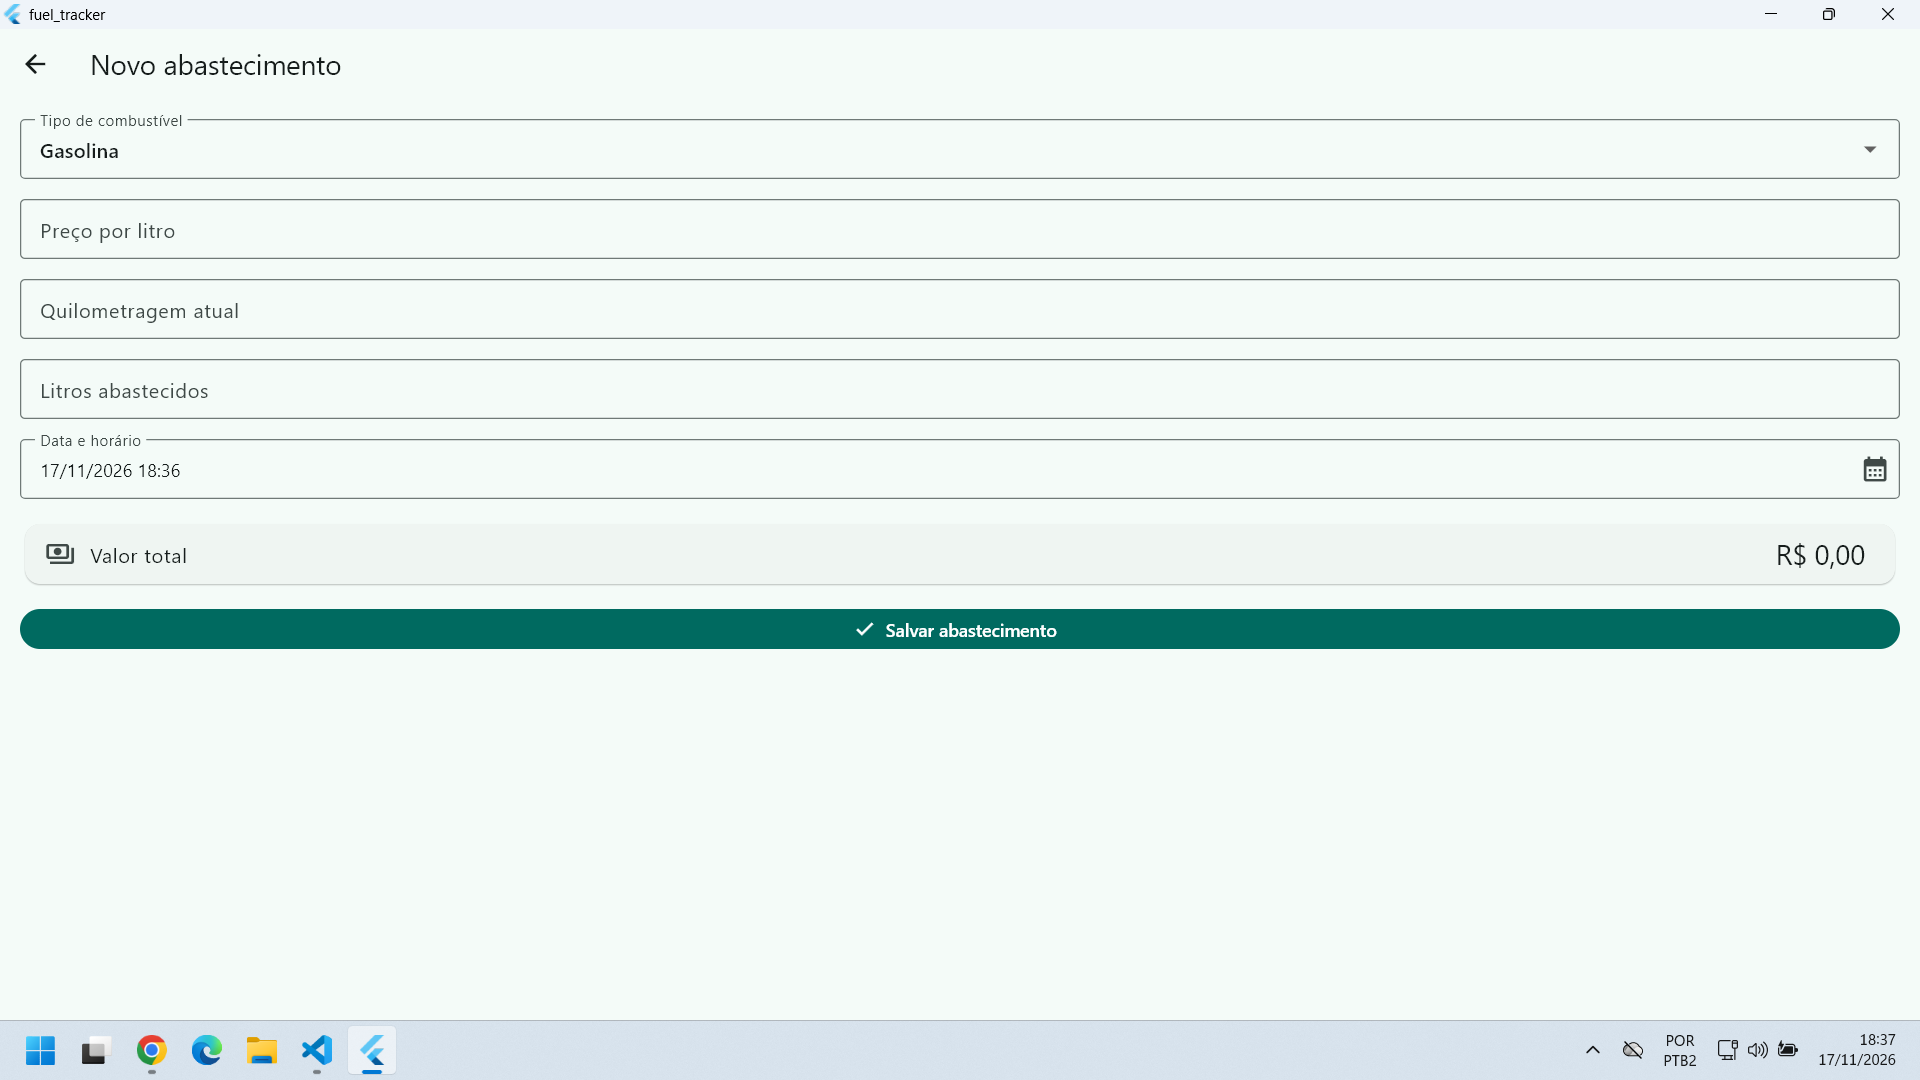 fuel_tracker
Novo abastecimento
Tipo de combustível
Gasolina
Preço por litro
Quilometragem atual
Litros abastecidos
Data e horário
17/11/2026 18:36
Valor total
R$ 0,00
Salvar abastecimento
POR
PTB2
18:37
17/11/2026